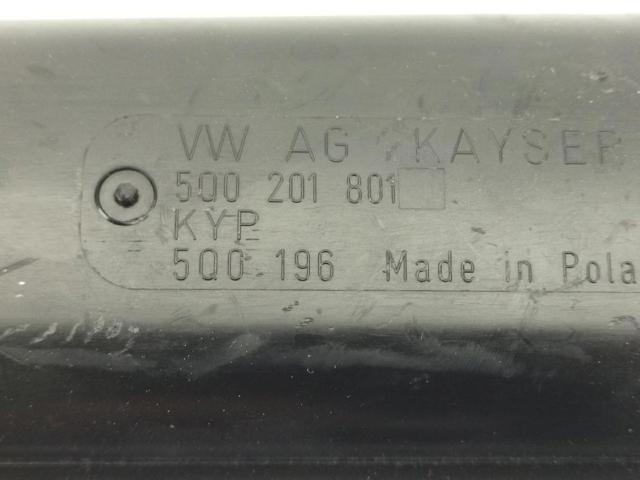 VW AG KAYSER
5Q0 201 801
KYP
5Q0 196 Made in Pola